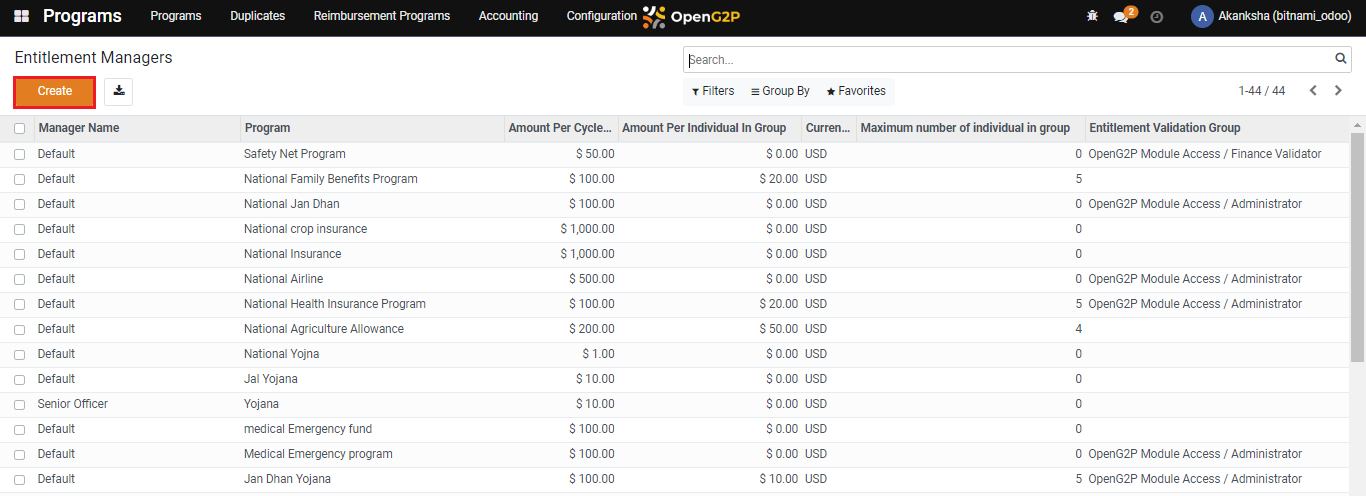 Programs Programs Duplicates Reimbursement Programs Accounting Configuration OpenG2P 2 A Akanksha (bitnami_odoo)
Entitlement Managers Search...
Create Filters Group By Favorites 1-44 / 44
Manager Name Program Amount Per Cycle... Amount Per Individual In Group Curren... Maximum number of individual in group Entitlement Validation Group
Default Safety Net Program $ 50.00 $ 0.00 USD 0 OpenG2P Module Access / Finance Validator
Default National Family Benefits Program $ 100.00 $ 20.00 USD 5
Default National Jan Dhan $ 100.00 $ 0.00 USD 0 OpenG2P Module Access / Administrator
Default National crop insurance $ 1,000.00 $ 0.00 USD 0
Default National Insurance $ 1,000.00 $ 0.00 USD 0
Default National Airline $ 500.00 $ 0.00 USD 0 OpenG2P Module Access / Administrator
Default National Health Insurance Program $ 100.00 $ 20.00 USD 5 OpenG2P Module Access / Administrator
Default National Agriculture Allowance $ 200.00 $ 50.00 USD 4
Default National Yojna $ 1.00 $ 0.00 USD 0
Default Jal Yojana $ 10.00 $ 0.00 USD 0
Senior Officer Yojana $ 10.00 $ 0.00 USD 0
Default medical Emergency fund $ 100.00 $ 0.00 USD 0
Default Medical Emergency program $ 100.00 $ 0.00 USD 0 OpenG2P Module Access / Administrator
Default Jan Dhan Yojana $ 100.00 $ 10.00 USD 5 OpenG2P Module Access / Administrator